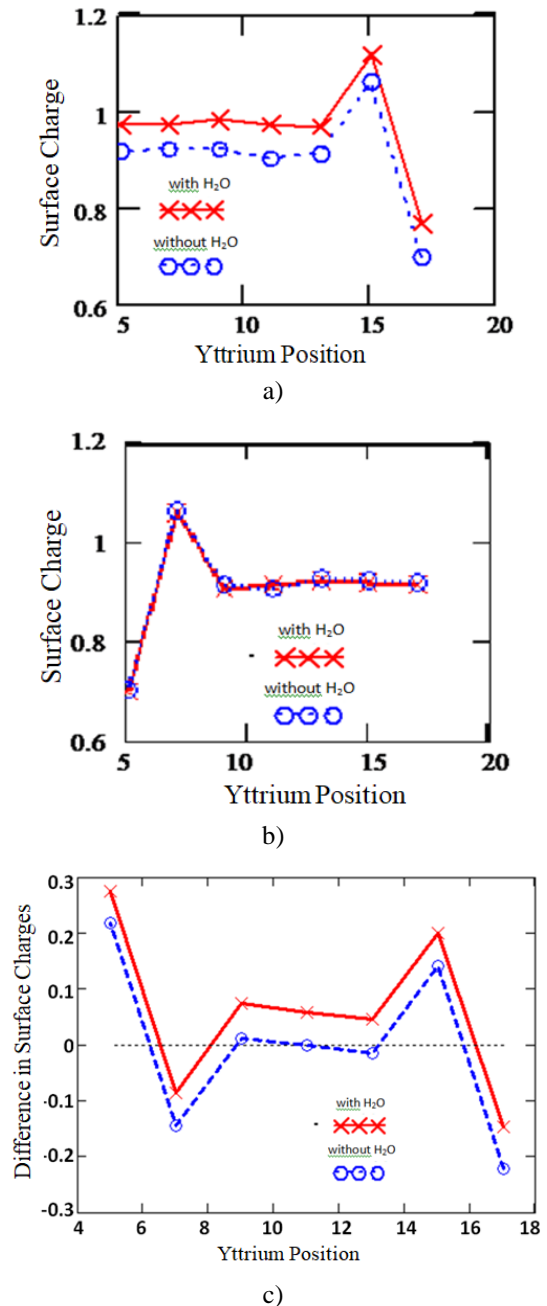 1.2
1
0.8
0.6
Surface Charge
with H₂O
without H₂O
5 10 15 20
Yttrium Position
a)
1.2
1
0.8
0.6
Surface Charge
with H₂O
without H₂O
5 10 15 20
Yttrium Position
b)
0.3
0.2
0.1
0
-0.1
-0.2
-0.3
Difference in Surface Charges
with H₂O
without H₂O
4 6 8 10 12 14 16 18
Yttrium Position
c)